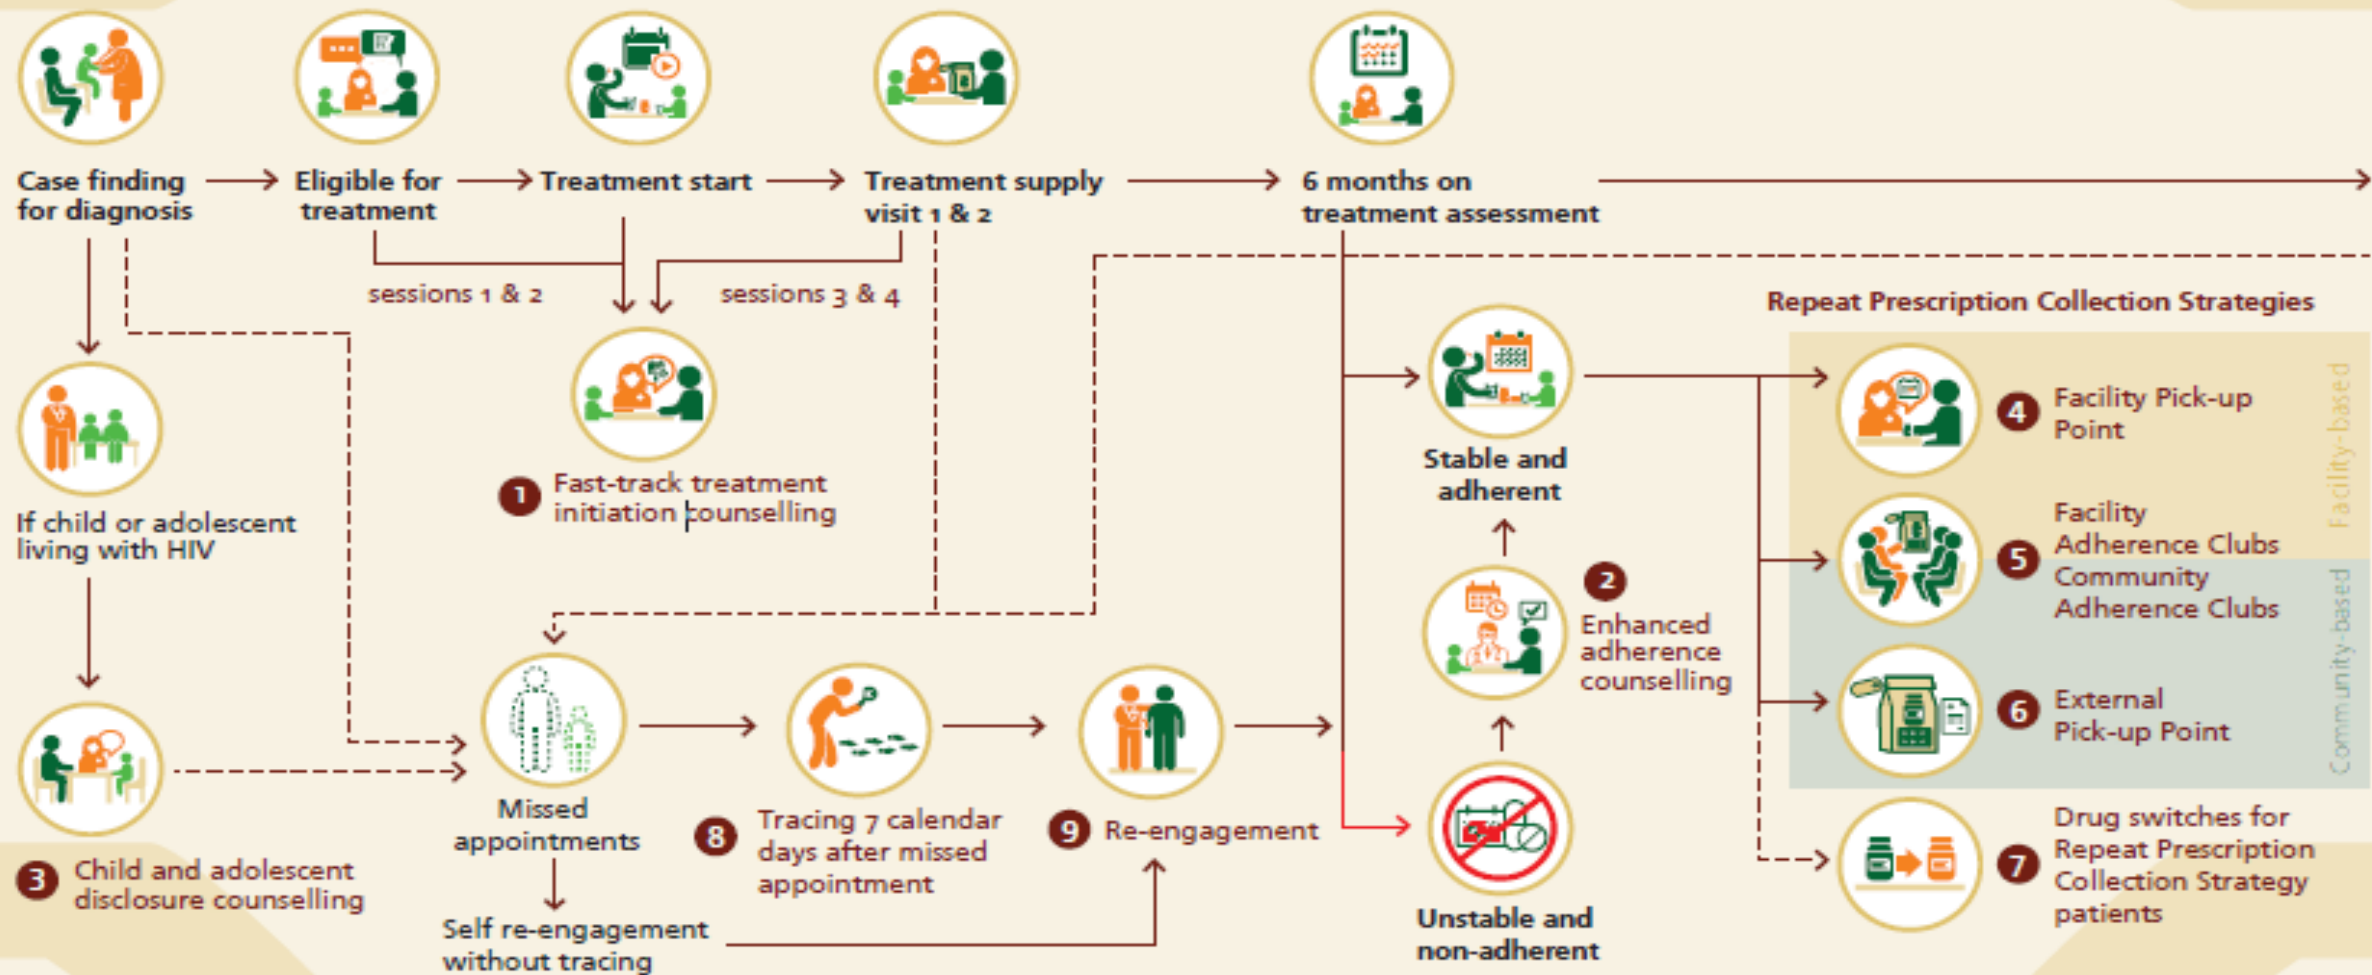 Case finding
for diagnosis
Eligible for
treatment
Treatment start
Treatment supply
visit 1 & 2
6 months on
treatment assessment
sessions 1 & 2
sessions 3 & 4
Repeat Prescription Collection Strategies
If child or adolescent
living with HIV
1
Fast-track treatment
initiation counselling
Stable and
adherent
2
Enhanced
adherence
counselling
4
Facility Pick-up
Point
5
Facility
Adherence Clubs
Community
Adherence Clubs
6
External
Pick-up Point
Facility-based
Community-based
3
Child and adolescent
disclosure counselling
Missed
appointments
Self re-engagement
without tracing
8
Tracing 7 calendar
days after missed
appointment
9
Re-engagement
Unstable and
non-adherent
7
Drug switches for
Repeat Prescription
Collection Strategy
patients